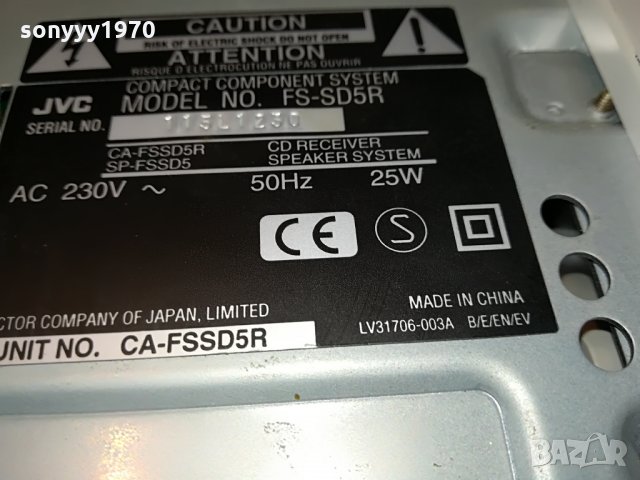 sonyyy1970
CAUTION
RISK OF ELECTRIC SHOCK DO NOT OPEN
ATTENTION
RISQUE D'ELECTROCUTION NE PAS OUVRIR
COMPACT COMPONENT SYSTEM
JVC MODEL NO. FS-SD5R
SERIAL NO. 115L1230
CA-FSSD5R CD RECEIVER
SP-FSSD5 SPEAKER SYSTEM
AC 230V ~ 50Hz 25W
CE S
MADE IN CHINA
CTOR COMPANY OF JAPAN, LIMITED
LV31706-003A B/E/EN/EV
UNIT NO. CA-FSSD5R
BAZAR